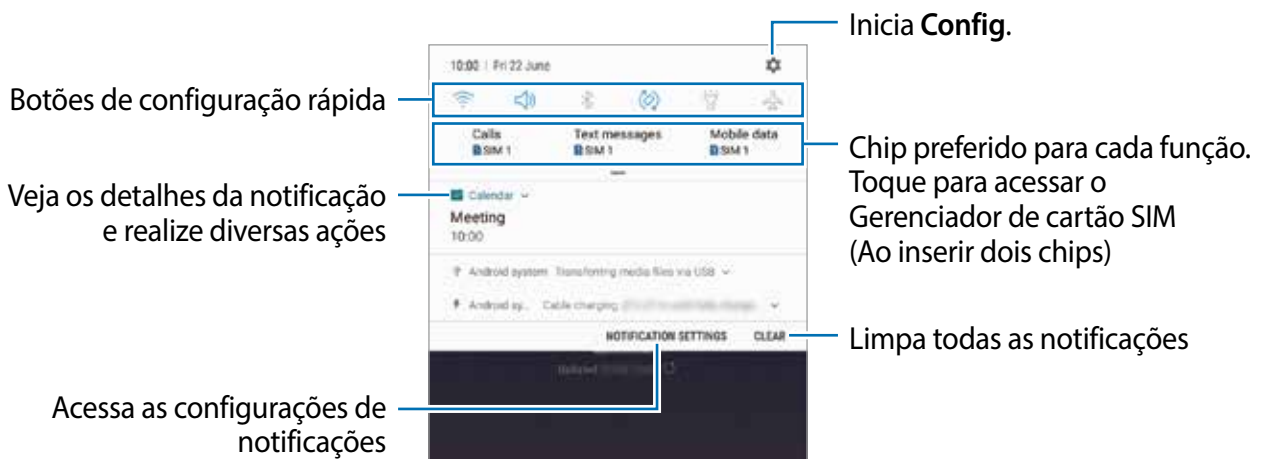 Inicia Config.
10:00 | Fri 22 June
Botões de configuração rápida
Calls
SIM 1
Text messages
SIM 1
Mobile data
SIM 1
Chip preferido para cada função.
Toque para acessar o
Gerenciador de cartão SIM
(Ao inserir dois chips)
Veja os detalhes da notificação
e realize diversas ações
Calendar
Meeting
10:00
Android system Transferring media files via USB
Android sy... Cable charging
NOTIFICATION SETTINGS CLEAR
Limpa todas as notificações
Acessa as configurações de
notificações